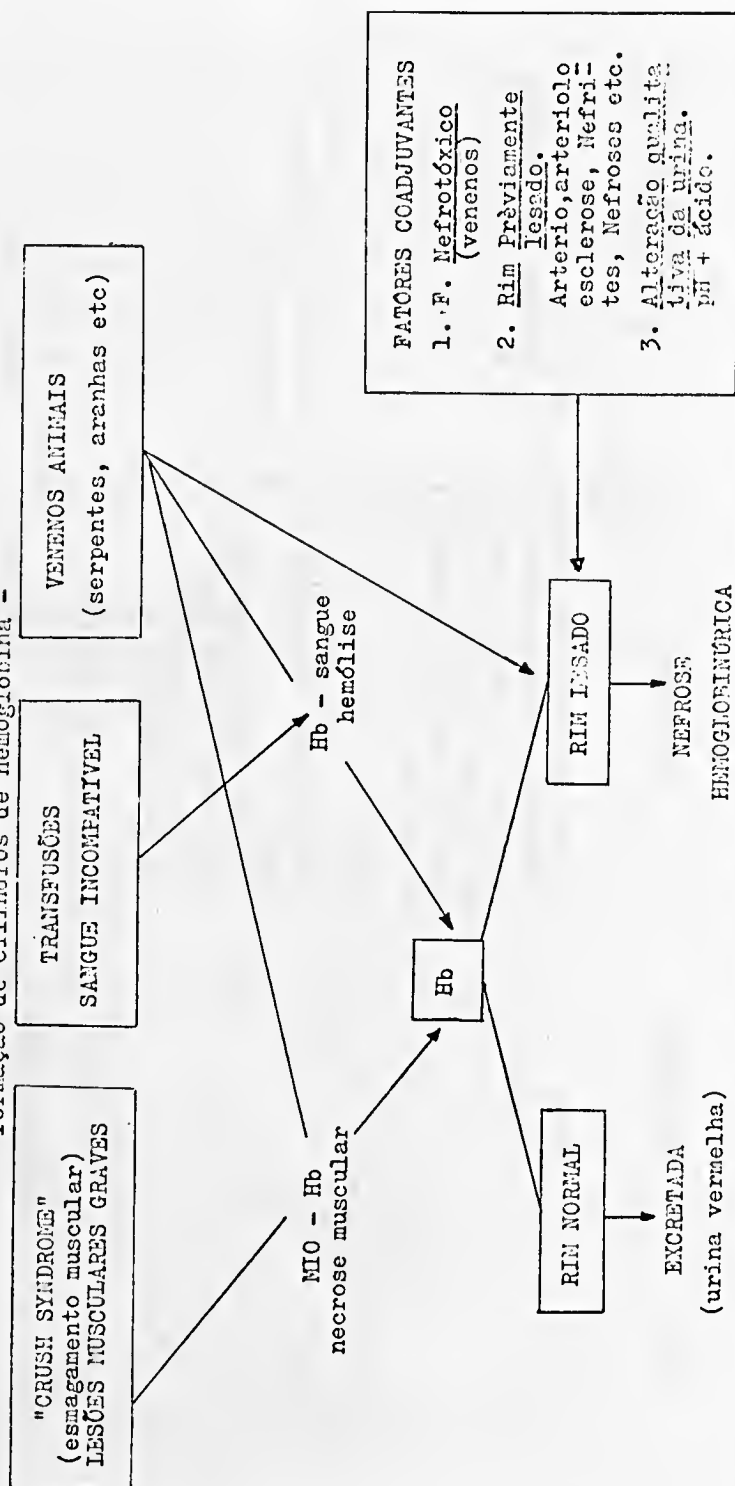 formação de cilindros de hemoglobina -
"CRUSH SYNDROME"
(esmagamento muscular)
LESÕES MUSCULARES GRAVES
TRANSFUSÕES
SANGUE INCOMPATÍVEL
VENENOS ANIMAIS
(serpentes, aranhas etc)
MIO - Hb
necrose muscular
Hb - sangue
hemólise
Hb
RIM NORMAL
RIM LESADO
EXCRETADA
(urina vermelha)
NEFROSE
HEMOGLOBINÚRICA
FATORES COADJUVANTES
1. F. Nefrotóxico
(venenos)
2. Rim Prèviamente
lesado.
Arterio,arteriolo
esclerose, Nefri-
tes, Nefroses etc.
3. Alteração qualita
tiva da urina.
pH + ácido.